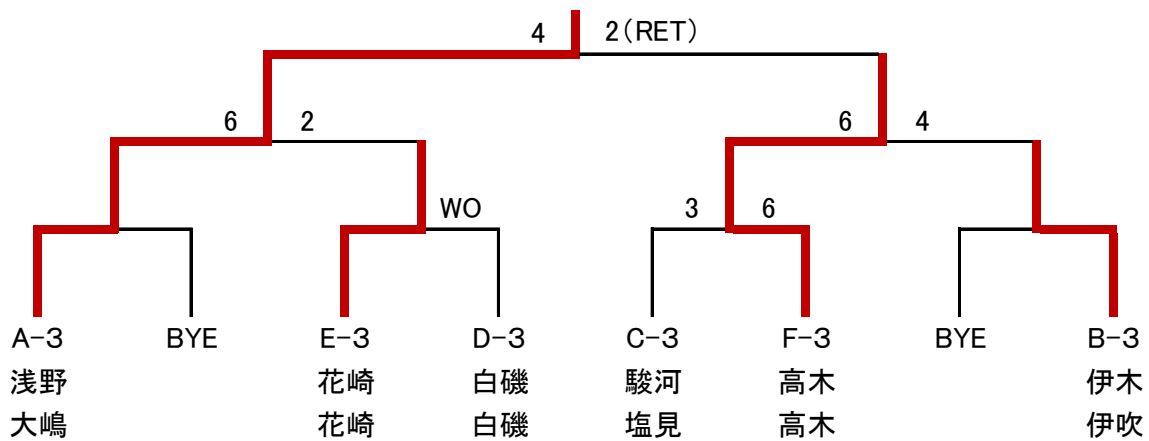 4 2(RET)
6 2 6 4
WO 3 6
A-3 BYE E-3 D-3 C-3 F-3 BYE B-3
浅野 花崎 白磯 駿河 高木 伊木
大嶋 花崎 白磯 塩見 高木 伊吹